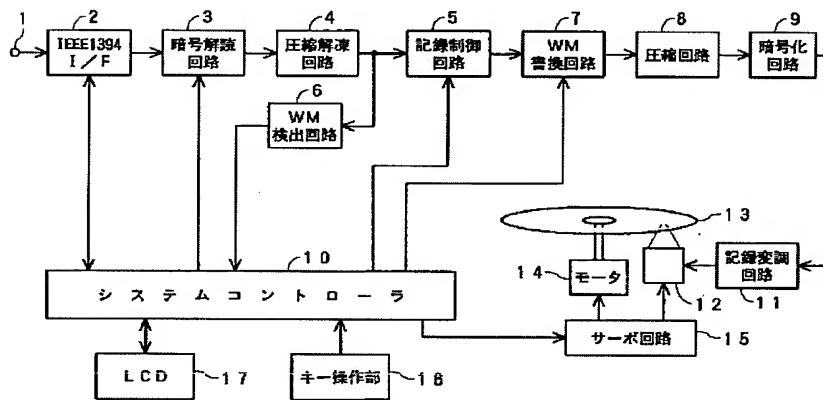 1
2
IEEE1394
I/F
3
暗号解読
回路
4
圧縮解凍
回路
5
記録制御
回路
6
WM
検出回路
7
WM
書換回路
8
圧縮回路
9
暗号化
回路
10
システムコントローラ
13
14
モータ
12
記録変調
回路
11
サーボ回路
15
LCD
17
キー操作部
16